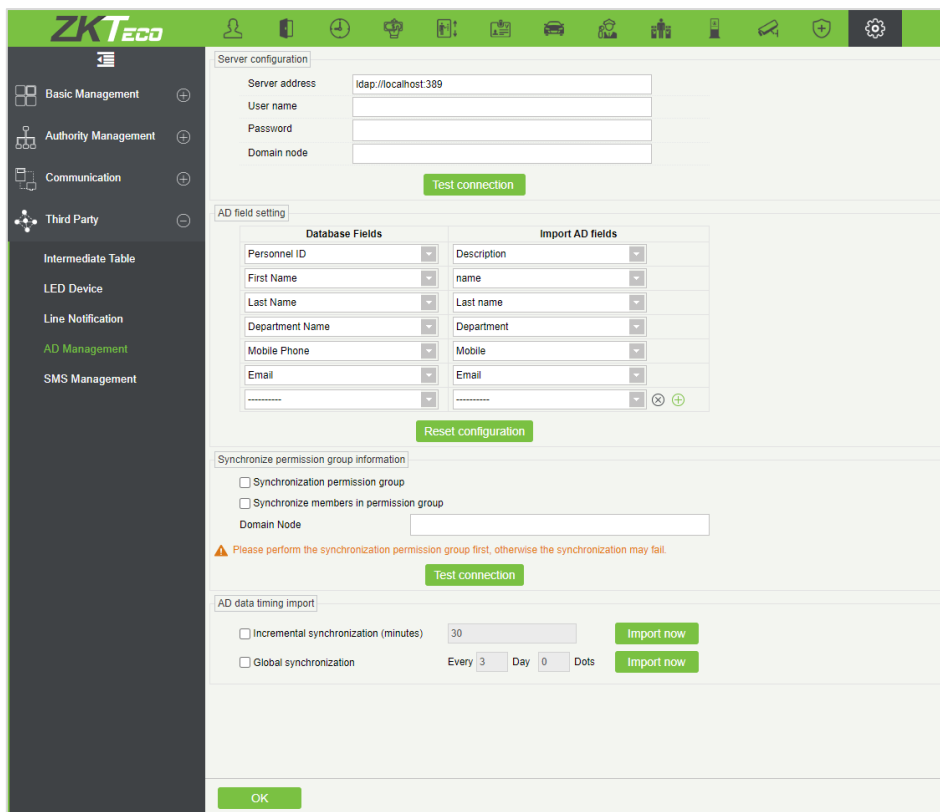 ZKTECO
Basic Management
Authority Management
Communication
Third Party
Intermediate Table
LED Device
Line Notification
AD Management
SMS Management
Server configuration
Server address ldap://localhost:389
User name
Password
Domain node
Test connection
AD field setting
Database Fields Import AD fields
Personnel ID Description
First Name name
Last Name Last name
Department Name Department
Mobile Phone Mobile
Email Email
---------- ----------
Reset configuration
Synchronize permission group information
Synchronization permission group
Synchronize members in permission group
Domain Node
Please perform the synchronization permission group first, otherwise the synchronization may fail.
Test connection
AD data timing import
Incremental synchronization (minutes) 30 Import now
Global synchronization Every 3 Day 0 Dots Import now
OK